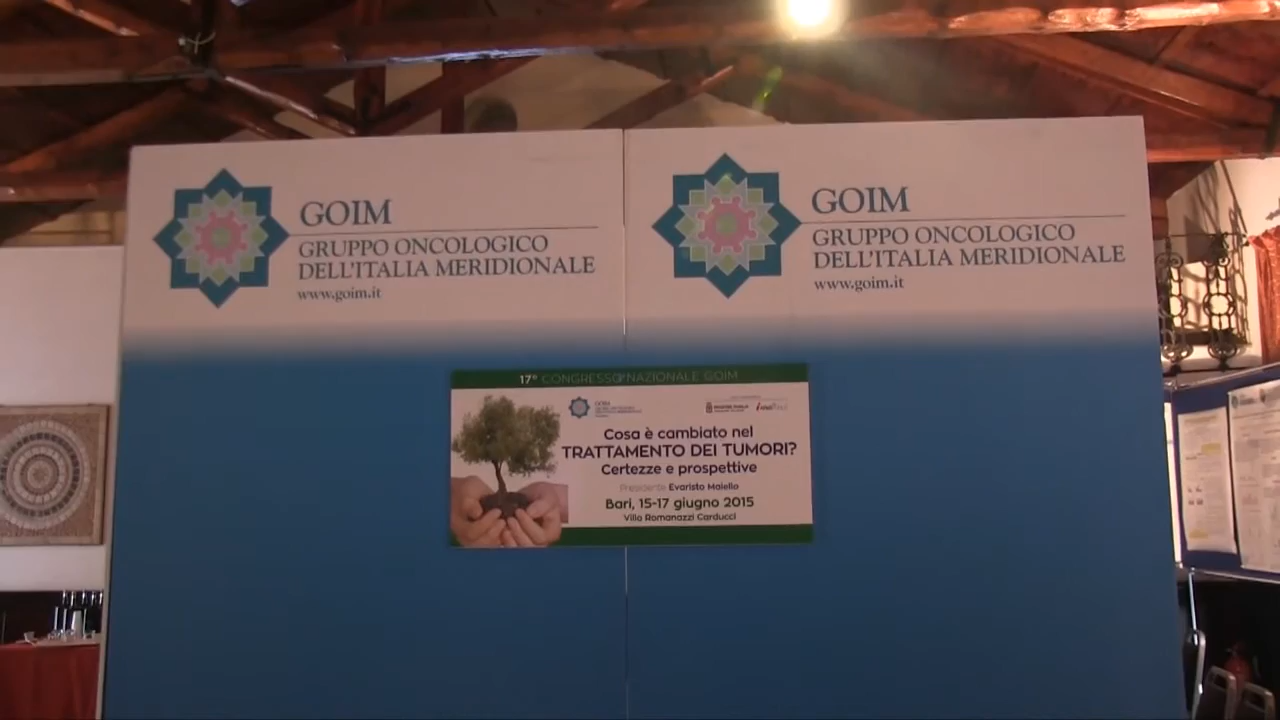 GOIM
GRUPPO ONCOLOGICO
DELL'ITALIA MERIDIONALE
www.goim.it
GOIM
GRUPPO ONCOLOGICO
DELL'ITALIA MERIDIONALE
www.goim.it
17° CONGRESSO NAZIONALE GOIM
Cosa è cambiato nel
TRATTAMENTO DEI TUMORI?
Certezze e prospettive
Presidente Evaristo Maiello
Bari, 15-17 giugno 2015
Villa Romanazzi Carducci